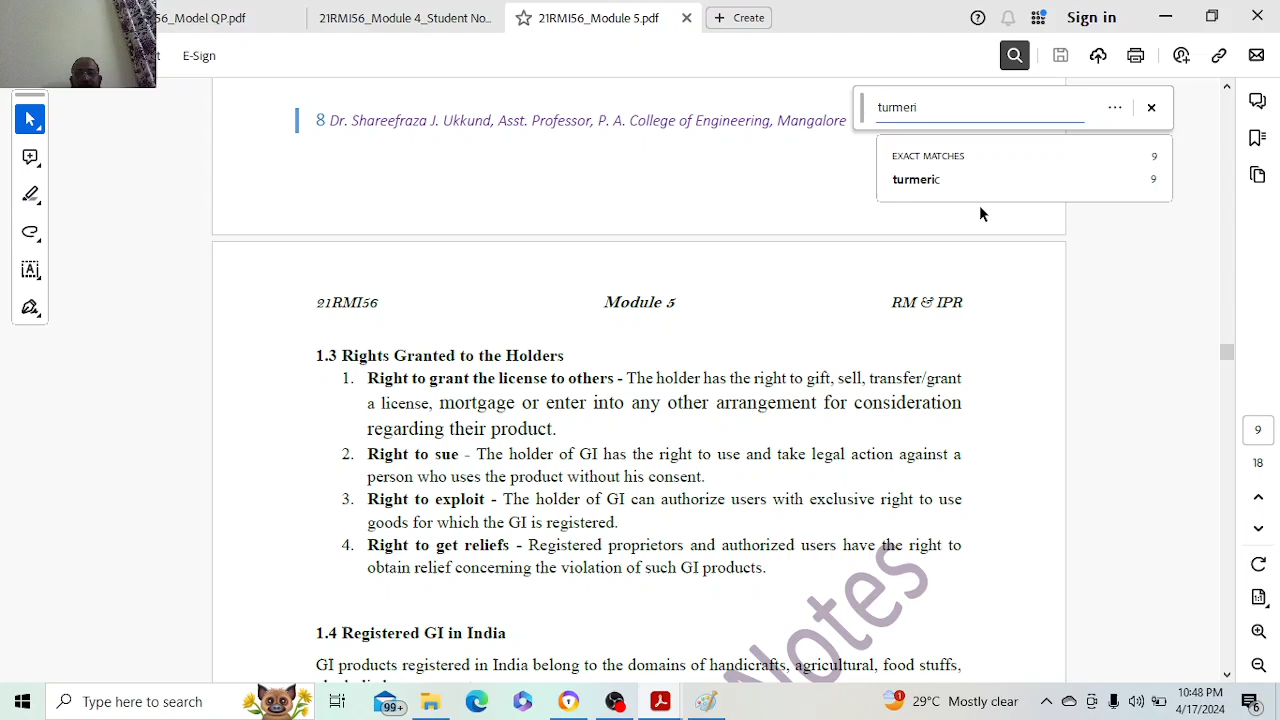 56_Model QP.pdf
21RMI56_Module 4_Student No...
21RMI56_Module 5.pdf
Create
Sign in
E-Sign
turmeri
EXACT MATCHES 9
turmeric 9
8 Dr. Shareefraza J. Ukkund, Asst. Professor, P. A. College of Engineering, Mangalore
21RMI56 Module 5 RM & IPR
1.3 Rights Granted to the Holders
1. Right to grant the license to others - The holder has the right to gift, sell, transfer/grant
a license, mortgage or enter into any other arrangement for consideration
regarding their product.
2. Right to sue - The holder of GI has the right to use and take legal action against a
person who uses the product without his consent.
3. Right to exploit - The holder of GI can authorize users with exclusive right to use
goods for which the GI is registered.
4. Right to get reliefs - Registered proprietors and authorized users have the right to
obtain relief concerning the violation of such GI products.
Notes
1.4 Registered GI in India
GI products registered in India belong to the domains of handicrafts, agricultural, food stuffs,
9
18
Type here to search
99+
1
29°C Mostly clear
10:48 PM
4/17/2024
6